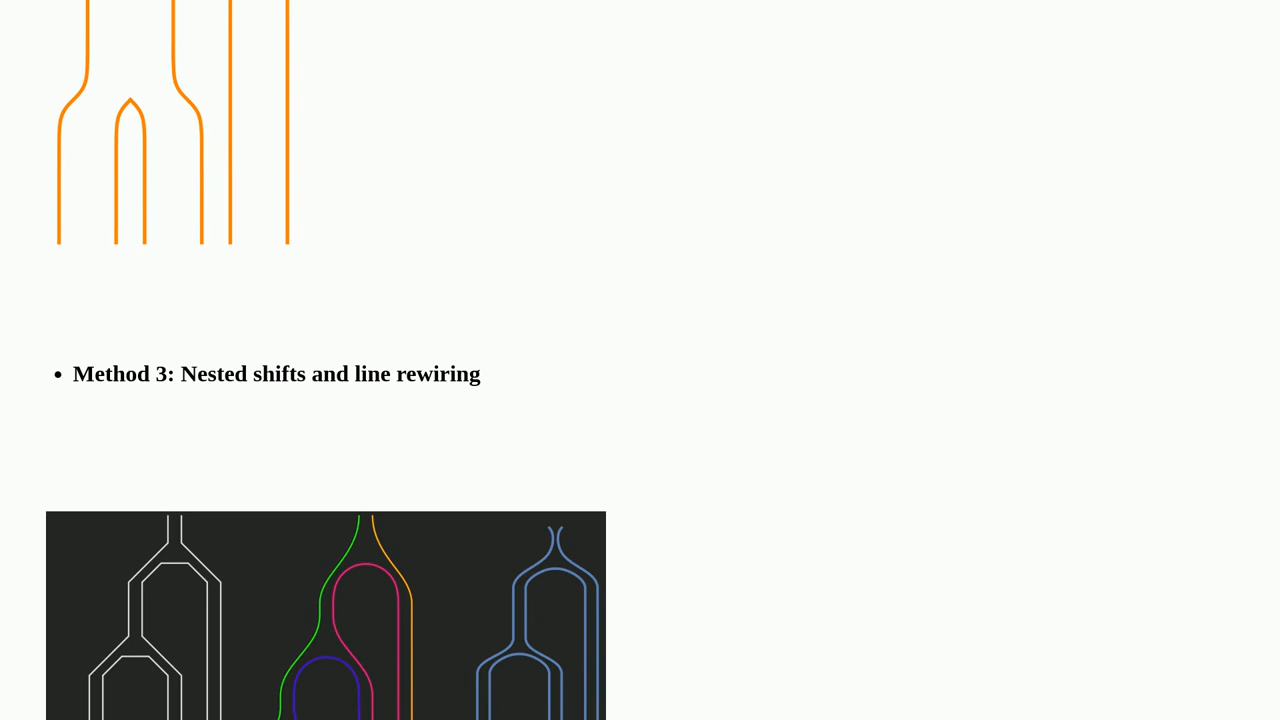 • Method 3: Nested shifts and line rewiring